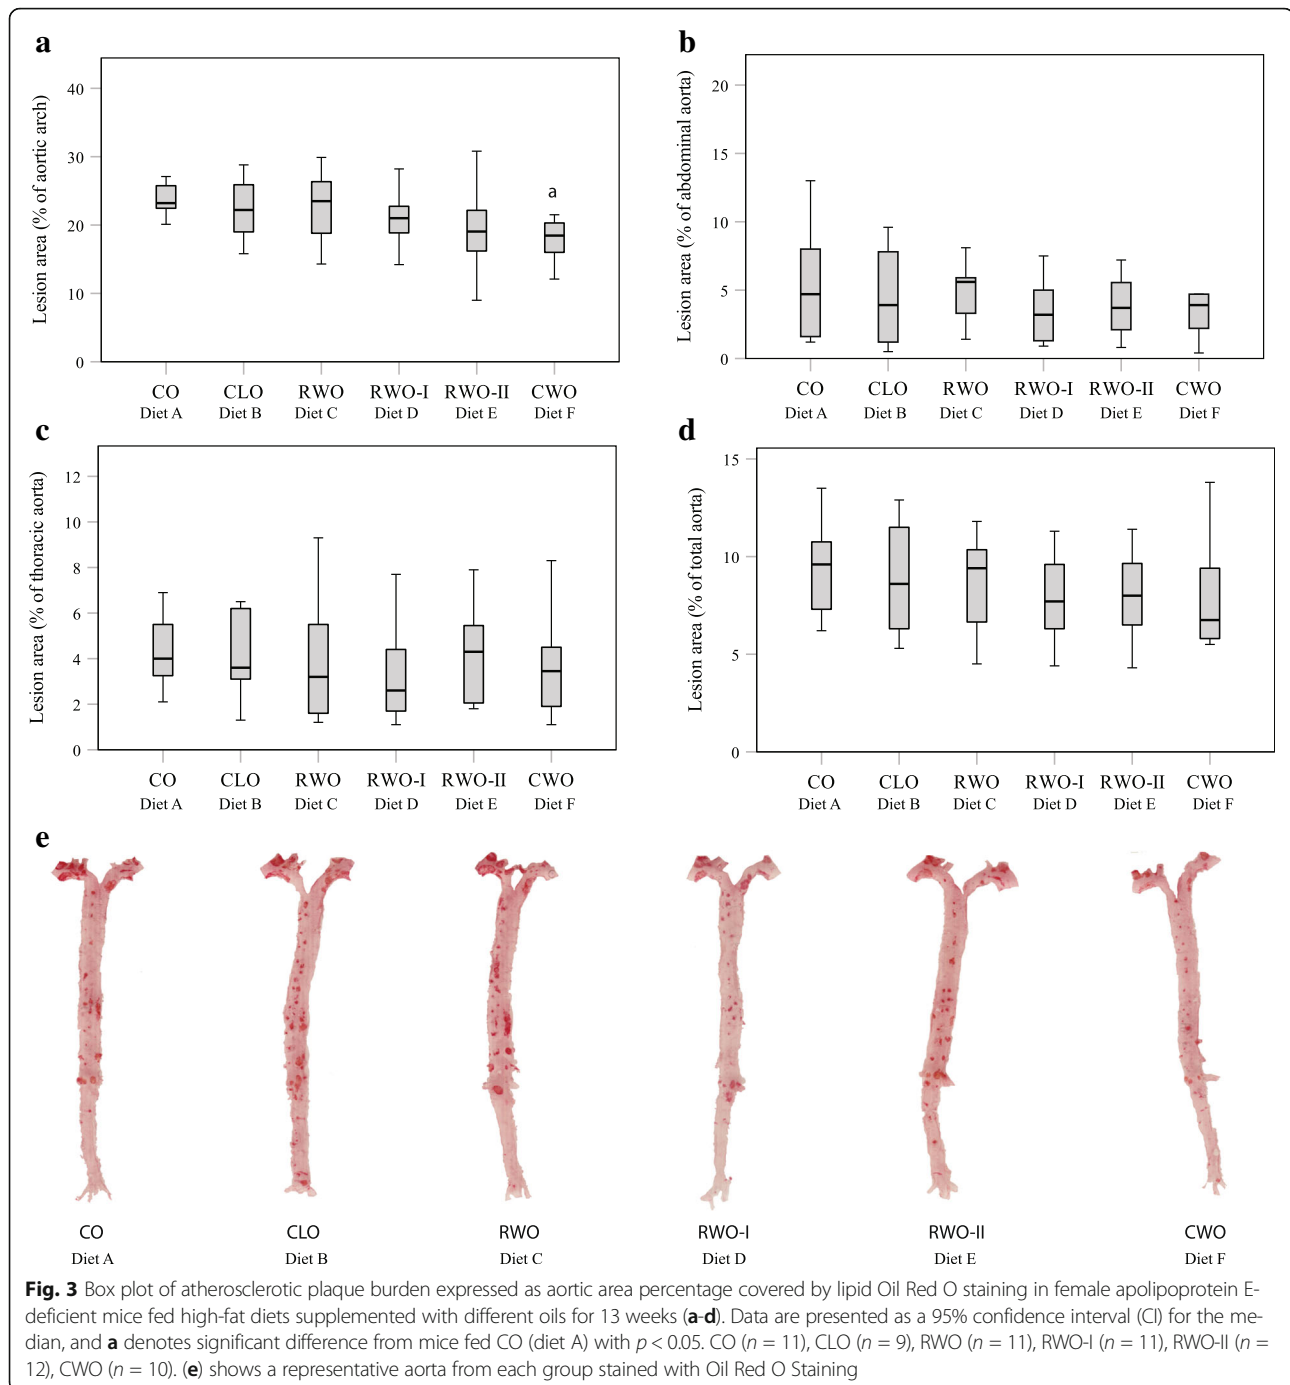 a
Lesion area (% of aortic arch)
40
30
20
10
0
a
CO CLO RWO RWO-I RWO-II CWO
Diet A Diet B Diet C Diet D Diet E Diet F
b
Lesion area (% of abdominal aorta)
20
15
10
5
0
CO CLO RWO RWO-I RWO-II CWO
Diet A Diet B Diet C Diet D Diet E Diet F
c
Lesion area (% of thoracic aorta)
12
10
8
6
4
2
0
CO CLO RWO RWO-I RWO-II CWO
Diet A Diet B Diet C Diet D Diet E Diet F
d
Lesion area (% of total aorta)
15
10
5
0
CO CLO RWO RWO-I RWO-II CWO
Diet A Diet B Diet C Diet D Diet E Diet F
e
CO CLO RWO RWO-I RWO-II CWO
Diet A Diet B Diet C Diet D Diet E Diet F
Fig. 3 Box plot of atherosclerotic plaque burden expressed as aortic area percentage covered by lipid Oil Red O staining in female apolipoprotein E-
deficient mice fed high-fat diets supplemented with different oils for 13 weeks (a-d). Data are presented as a 95% confidence interval (CI) for the me-
dian, and a denotes significant difference from mice fed CO (diet A) with p < 0.05. CO (n = 11), CLO (n = 9), RWO (n = 11), RWO-I (n = 11), RWO-II (n =
12), CWO (n = 10). (e) shows a representative aorta from each group stained with Oil Red O Staining